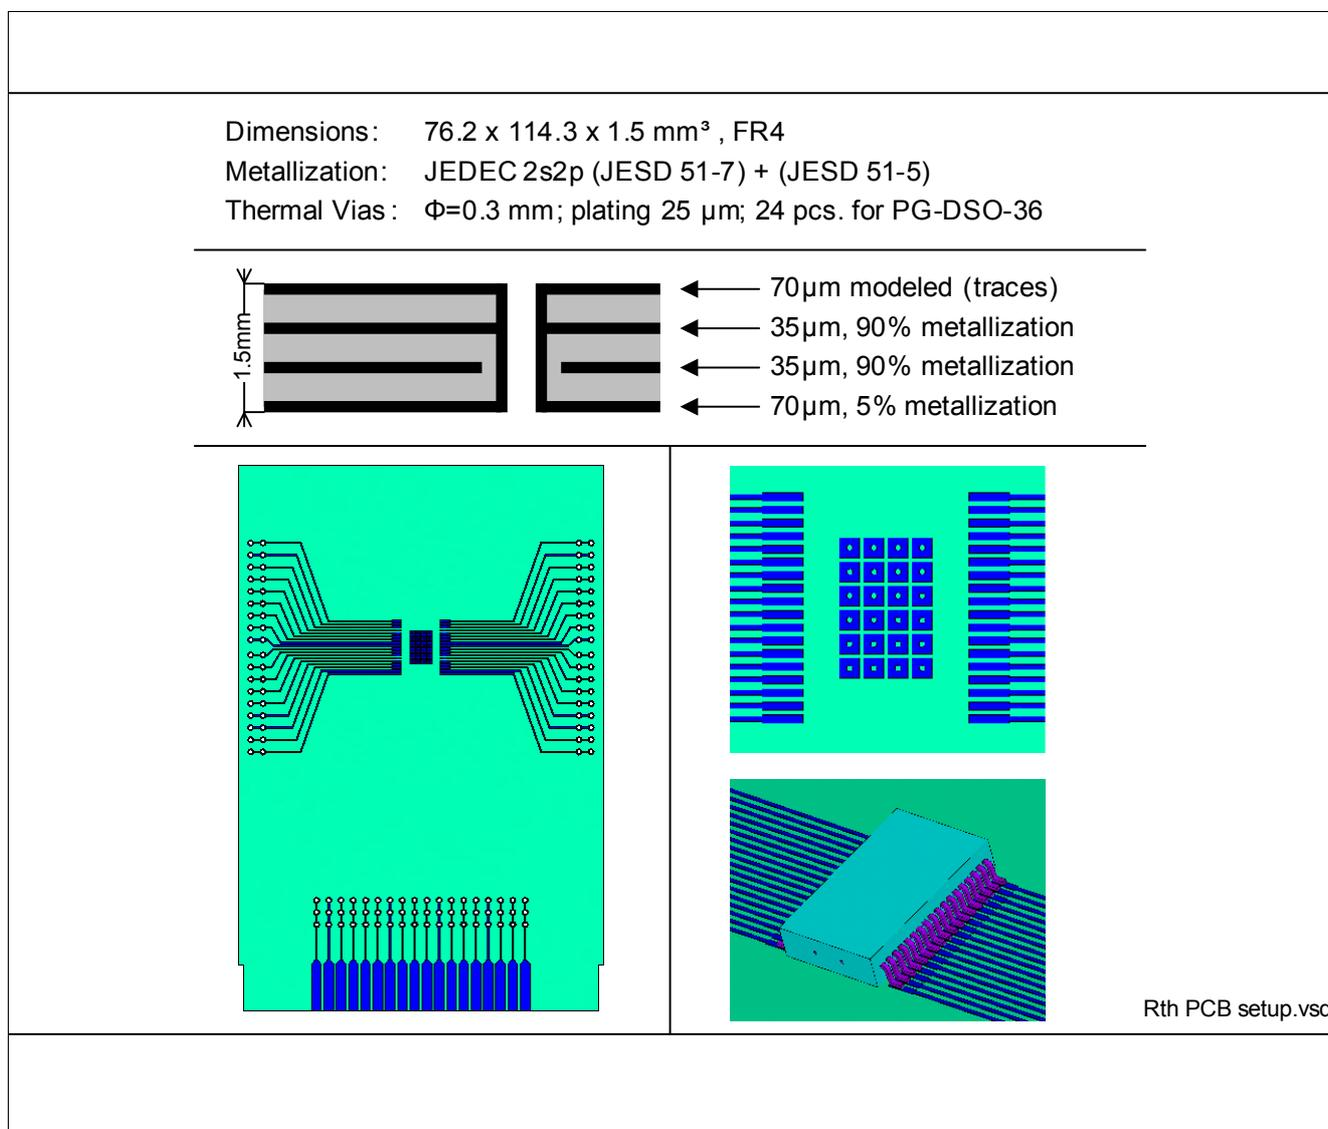 Dimensions: 76.2 x 114.3 x 1.5 mm³ , FR4
Metallization: JEDEC 2s2p (JESD 51-7) + (JESD 51-5)
Thermal Vias: Φ=0.3 mm; plating 25 µm; 24 pcs. for PG-DSO-36
1.5mm
70µm modeled (traces)
35µm, 90% metallization
35µm, 90% metallization
70µm, 5% metallization
Rth PCB setup.vsd